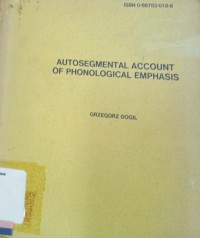 AUTOSEGMENTAL ACCOUNT
OF PHONOLOGICAL EMPHASIS
GRZEGORZ DOGIL